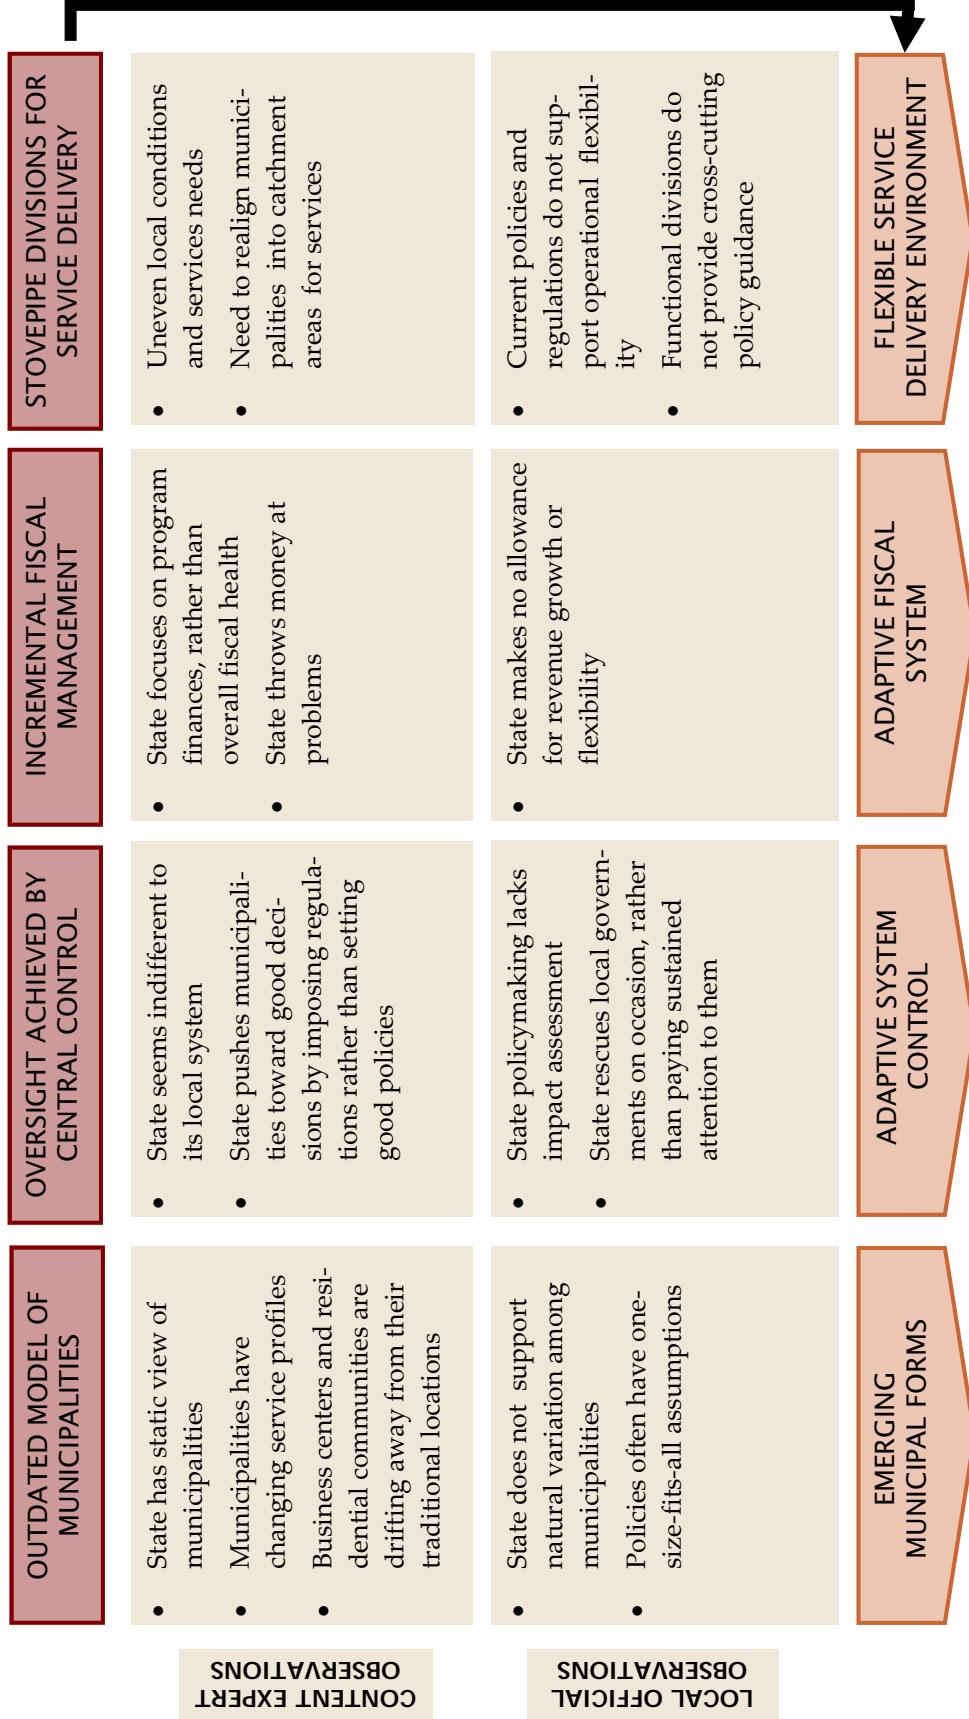 OUTDATED MODEL OF
MUNICIPALITIES
OVERSIGHT ACHIEVED BY
CENTRAL CONTROL
INCREMENTAL FISCAL
MANAGEMENT
STOVEPIPE DIVISIONS FOR
SERVICE DELIVERY
CONTENT EXPERT
OBSERVATIONS
• State has static view of
municipalities
• Municipalities have
changing service profiles
• Business centers and resi-
dential communities are
drifting away from their
traditional locations
• State seems indifferent to
its local system
• State pushes municipali-
ties toward good deci-
sions by imposing regula-
tions rather than setting
good policies
• State focuses on program
finances, rather than
overall fiscal health
• State throws money at
problems
• Uneven local conditions
and services needs
• Need to realign munici-
palities into catchment
areas for services
LOCAL OFFICIAL
OBSERVATIONS
• State does not support
natural variation among
municipalities
• Policies often have one-
size-fits-all assumptions
• State policymaking lacks
impact assessment
• State rescues local govern-
ments on occasion, rather
than paying sustained
attention to them
• State makes no allowance
for revenue growth or
flexibility
• Current policies and
regulations do not sup-
port operational flexibil-
ity
• Functional divisions do
not provide cross-cutting
policy guidance
EMERGING
MUNICIPAL FORMS
ADAPTIVE SYSTEM
CONTROL
ADAPTIVE FISCAL
SYSTEM
FLEXIBLE SERVICE
DELIVERY ENVIRONMENT